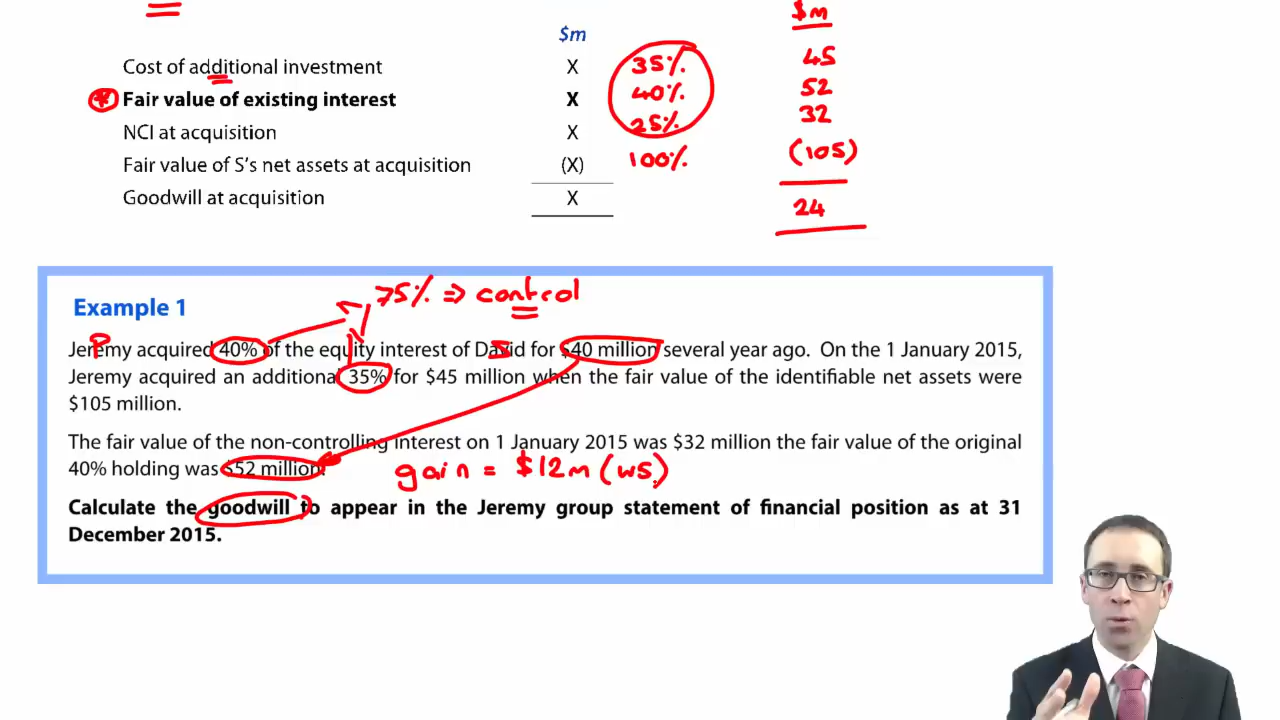 $m
$m
Cost of additional investment X 35% 45
* Fair value of existing interest X 40% 52
NCI at acquisition X 25% 32
Fair value of S's net assets at acquisition (X) 100% (105)
Goodwill at acquisition X 24
Example 1
75% ⇒ control
P S
Jeremy acquired 40% of the equity interest of David for $40 million several year ago. On the 1 January 2015,
Jeremy acquired an additional 35% for $45 million when the fair value of the identifiable net assets were
$105 million.
The fair value of the non-controlling interest on 1 January 2015 was $32 million the fair value of the original
40% holding was $52 million.
gain = $12m (W5)
Calculate the goodwill to appear in the Jeremy group statement of financial position as at 31
December 2015.